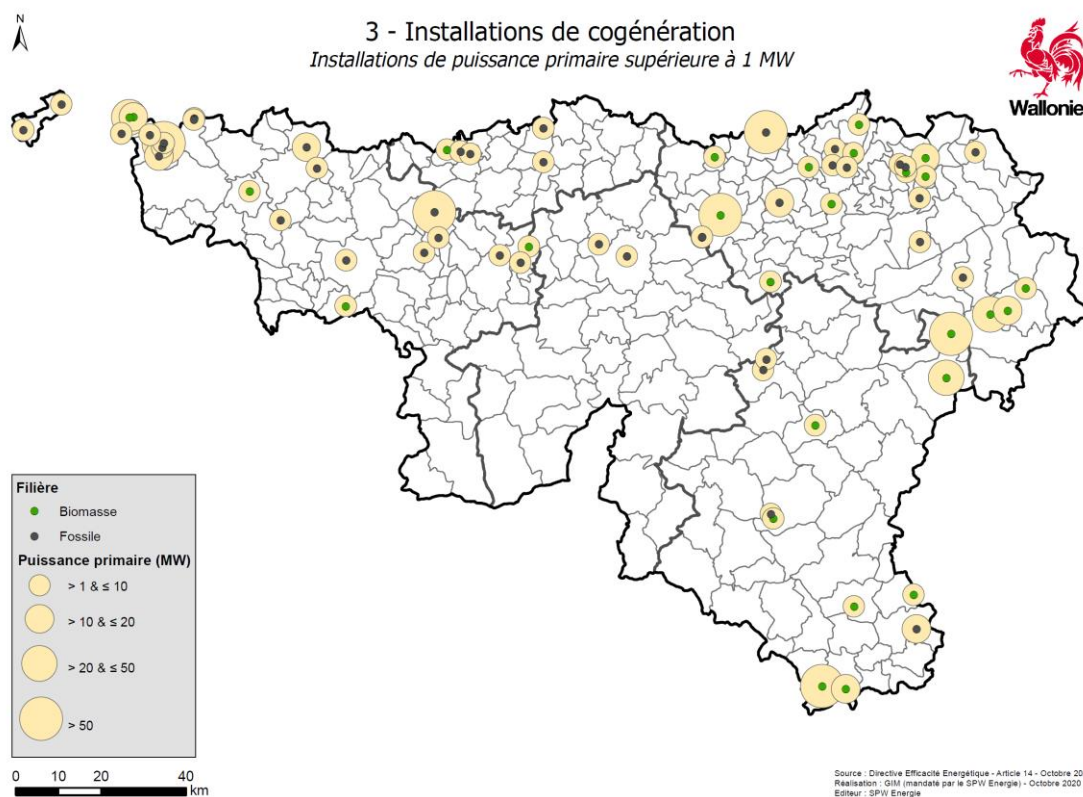 N
3 - Installations de cogénération
Installations de puissance primaire supérieure à 1 MW
Wallonie
Filière
Biomasse
Fossile
Puissance primaire (MW)
> 1 & ≤ 10
> 10 & ≤ 20
> 20 & ≤ 50
> 50
0 10 20 40
km
Source : Directive Efficacité Energétique - Article 14 - Octobre 20
Réalisation : GIM (mandaté par le SPW Energie) - Octobre 2020
Editeur : SPW Energie